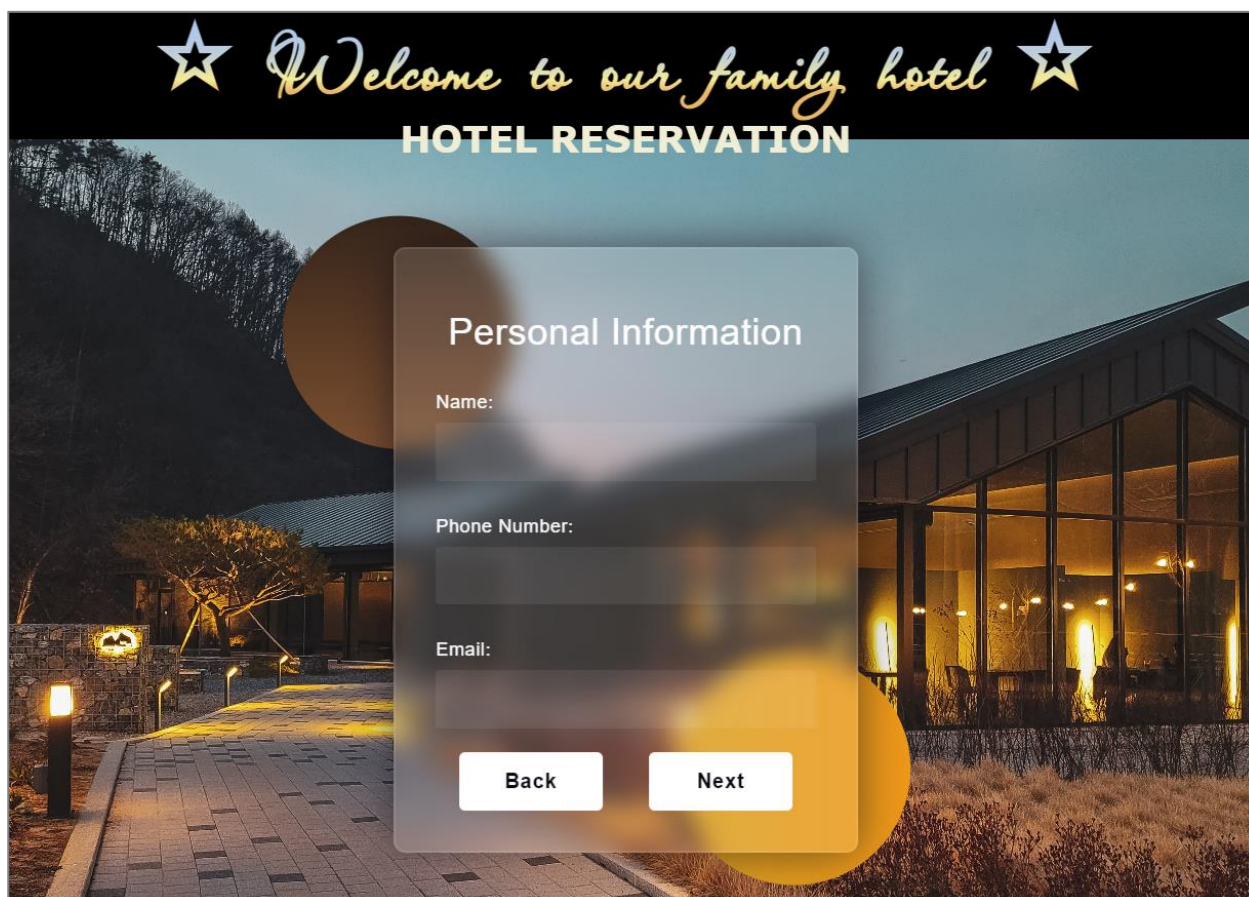 Welcome to our family hotel
HOTEL RESERVATION
Personal Information
Name:
Phone Number:
Email:
Back Next